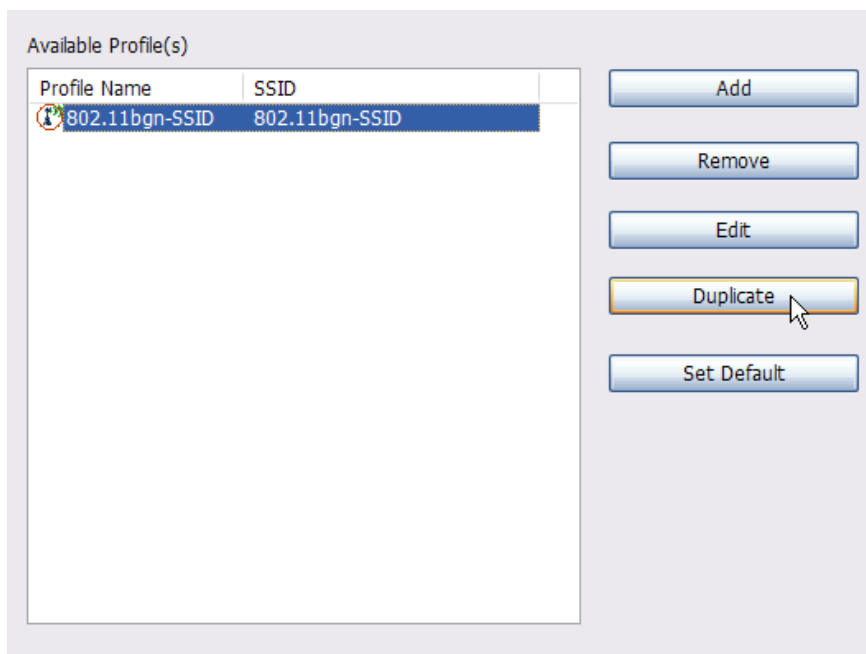 Available Profile(s)
Profile Name SSID
802.11bgn-SSID 802.11bgn-SSID
Add
Remove
Edit
Duplicate
Set Default